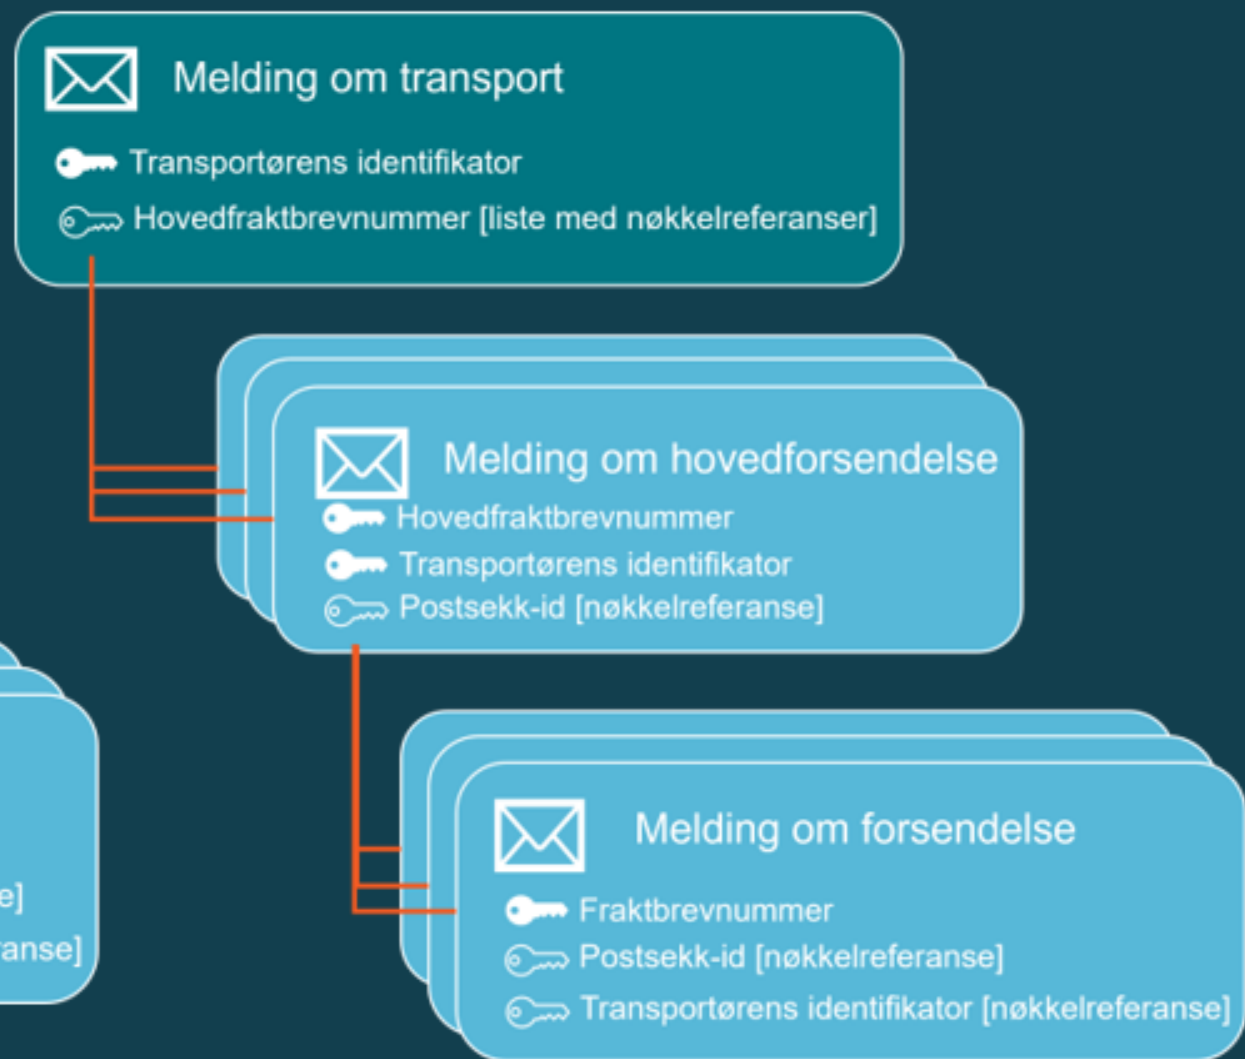 Melding om transport
Transportørens identifikator
Hovedfraktbrevnummer [liste med nøkkelreferanser]
Melding om hovedforsendelse
Hovedfraktbrevnummer
Transportørens identifikator
Postsekk-id [nøkkelreferanse]
Melding om forsendelse
Fraktbrevnummer
Postsekk-id [nøkkelreferanse]
Transportørens identifikator [nøkkelreferanse]